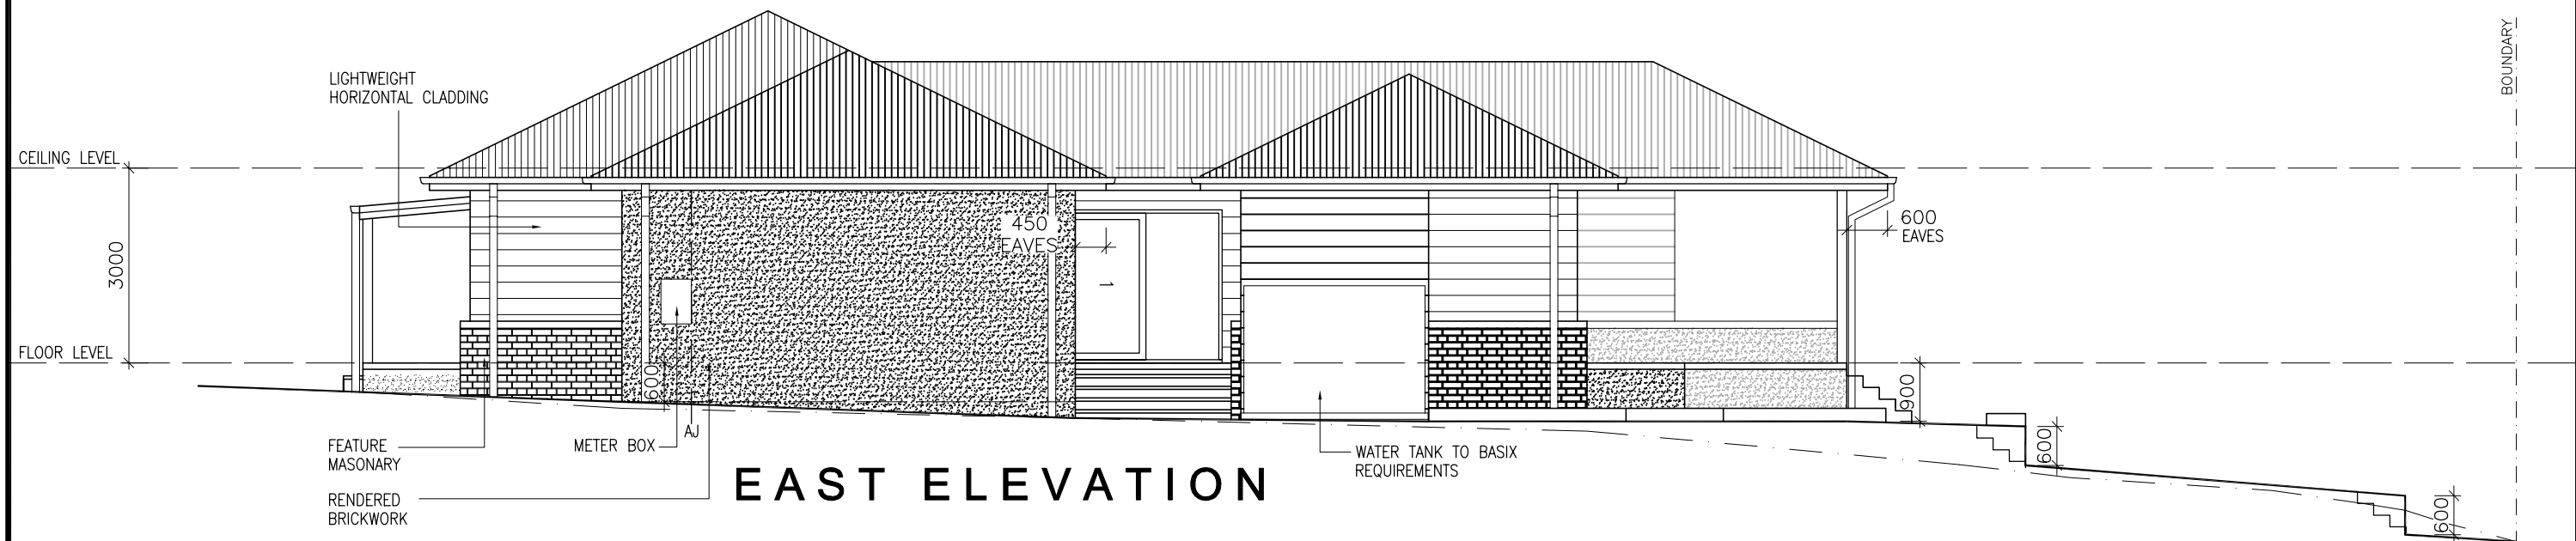 BOUNDARY
LIGHTWEIGHT
HORIZONTAL CLADDING
CEILING LEVEL
3000
450
EAVES
1
600
EAVES
FLOOR LEVEL
600
900
FEATURE
MASONARY
METER BOX
AJ
RENDERED
BRICKWORK
EAST ELEVATION
WATER TANK TO BASIX
REQUIREMENTS
600
600